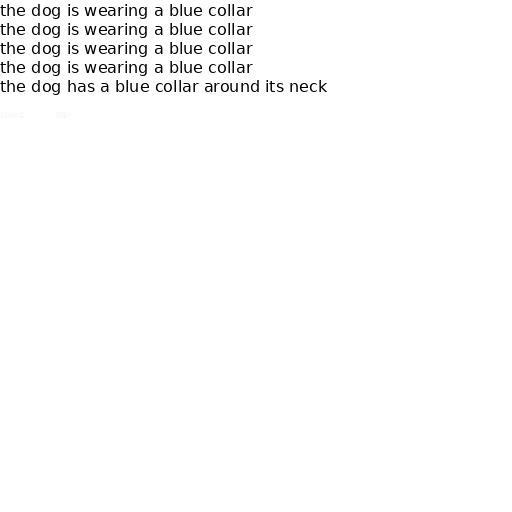 the dog is wearing a blue collar
the dog is wearing a blue collar
the dog is wearing a blue collar
the dog is wearing a blue collar
the dog has a blue collar around its neck